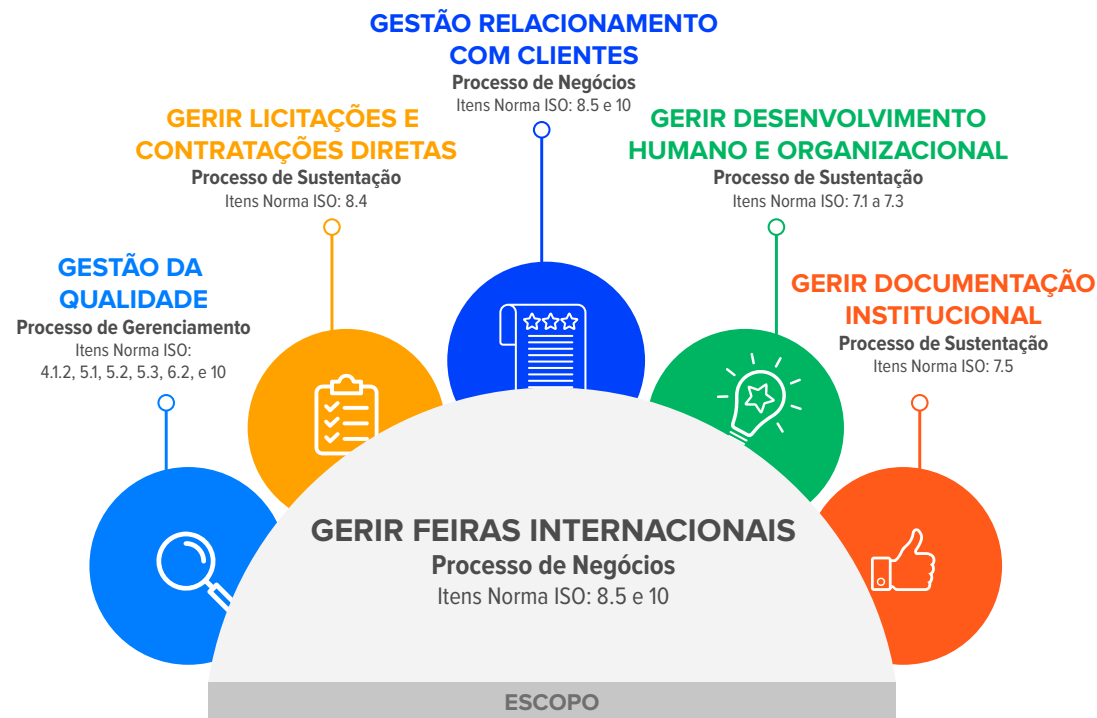 GESTÃO RELACIONAMENTO
COM CLIENTES
Processo de Negócios
Itens Norma ISO: 8.5 e 10
GERIR LICITAÇÕES E
CONTRATAÇÕES DIRETAS
Processo de Sustentação
Itens Norma ISO: 8.4
GERIR DESENVOLVIMENTO
HUMANO E ORGANIZACIONAL
Processo de Sustentação
Itens Norma ISO: 7.1 a 7.3
GESTÃO DA
QUALIDADE
Processo de Gerenciamento
Itens Norma ISO:
4.1.2, 5.1, 5.2, 5.3, 6.2, e 10
GERIR DOCUMENTAÇÃO
INSTITUCIONAL
Processo de Sustentação
Itens Norma ISO: 7.5
GERIR FEIRAS INTERNACIONAIS
Processo de Negócios
Itens Norma ISO: 8.5 e 10
ESCOPO